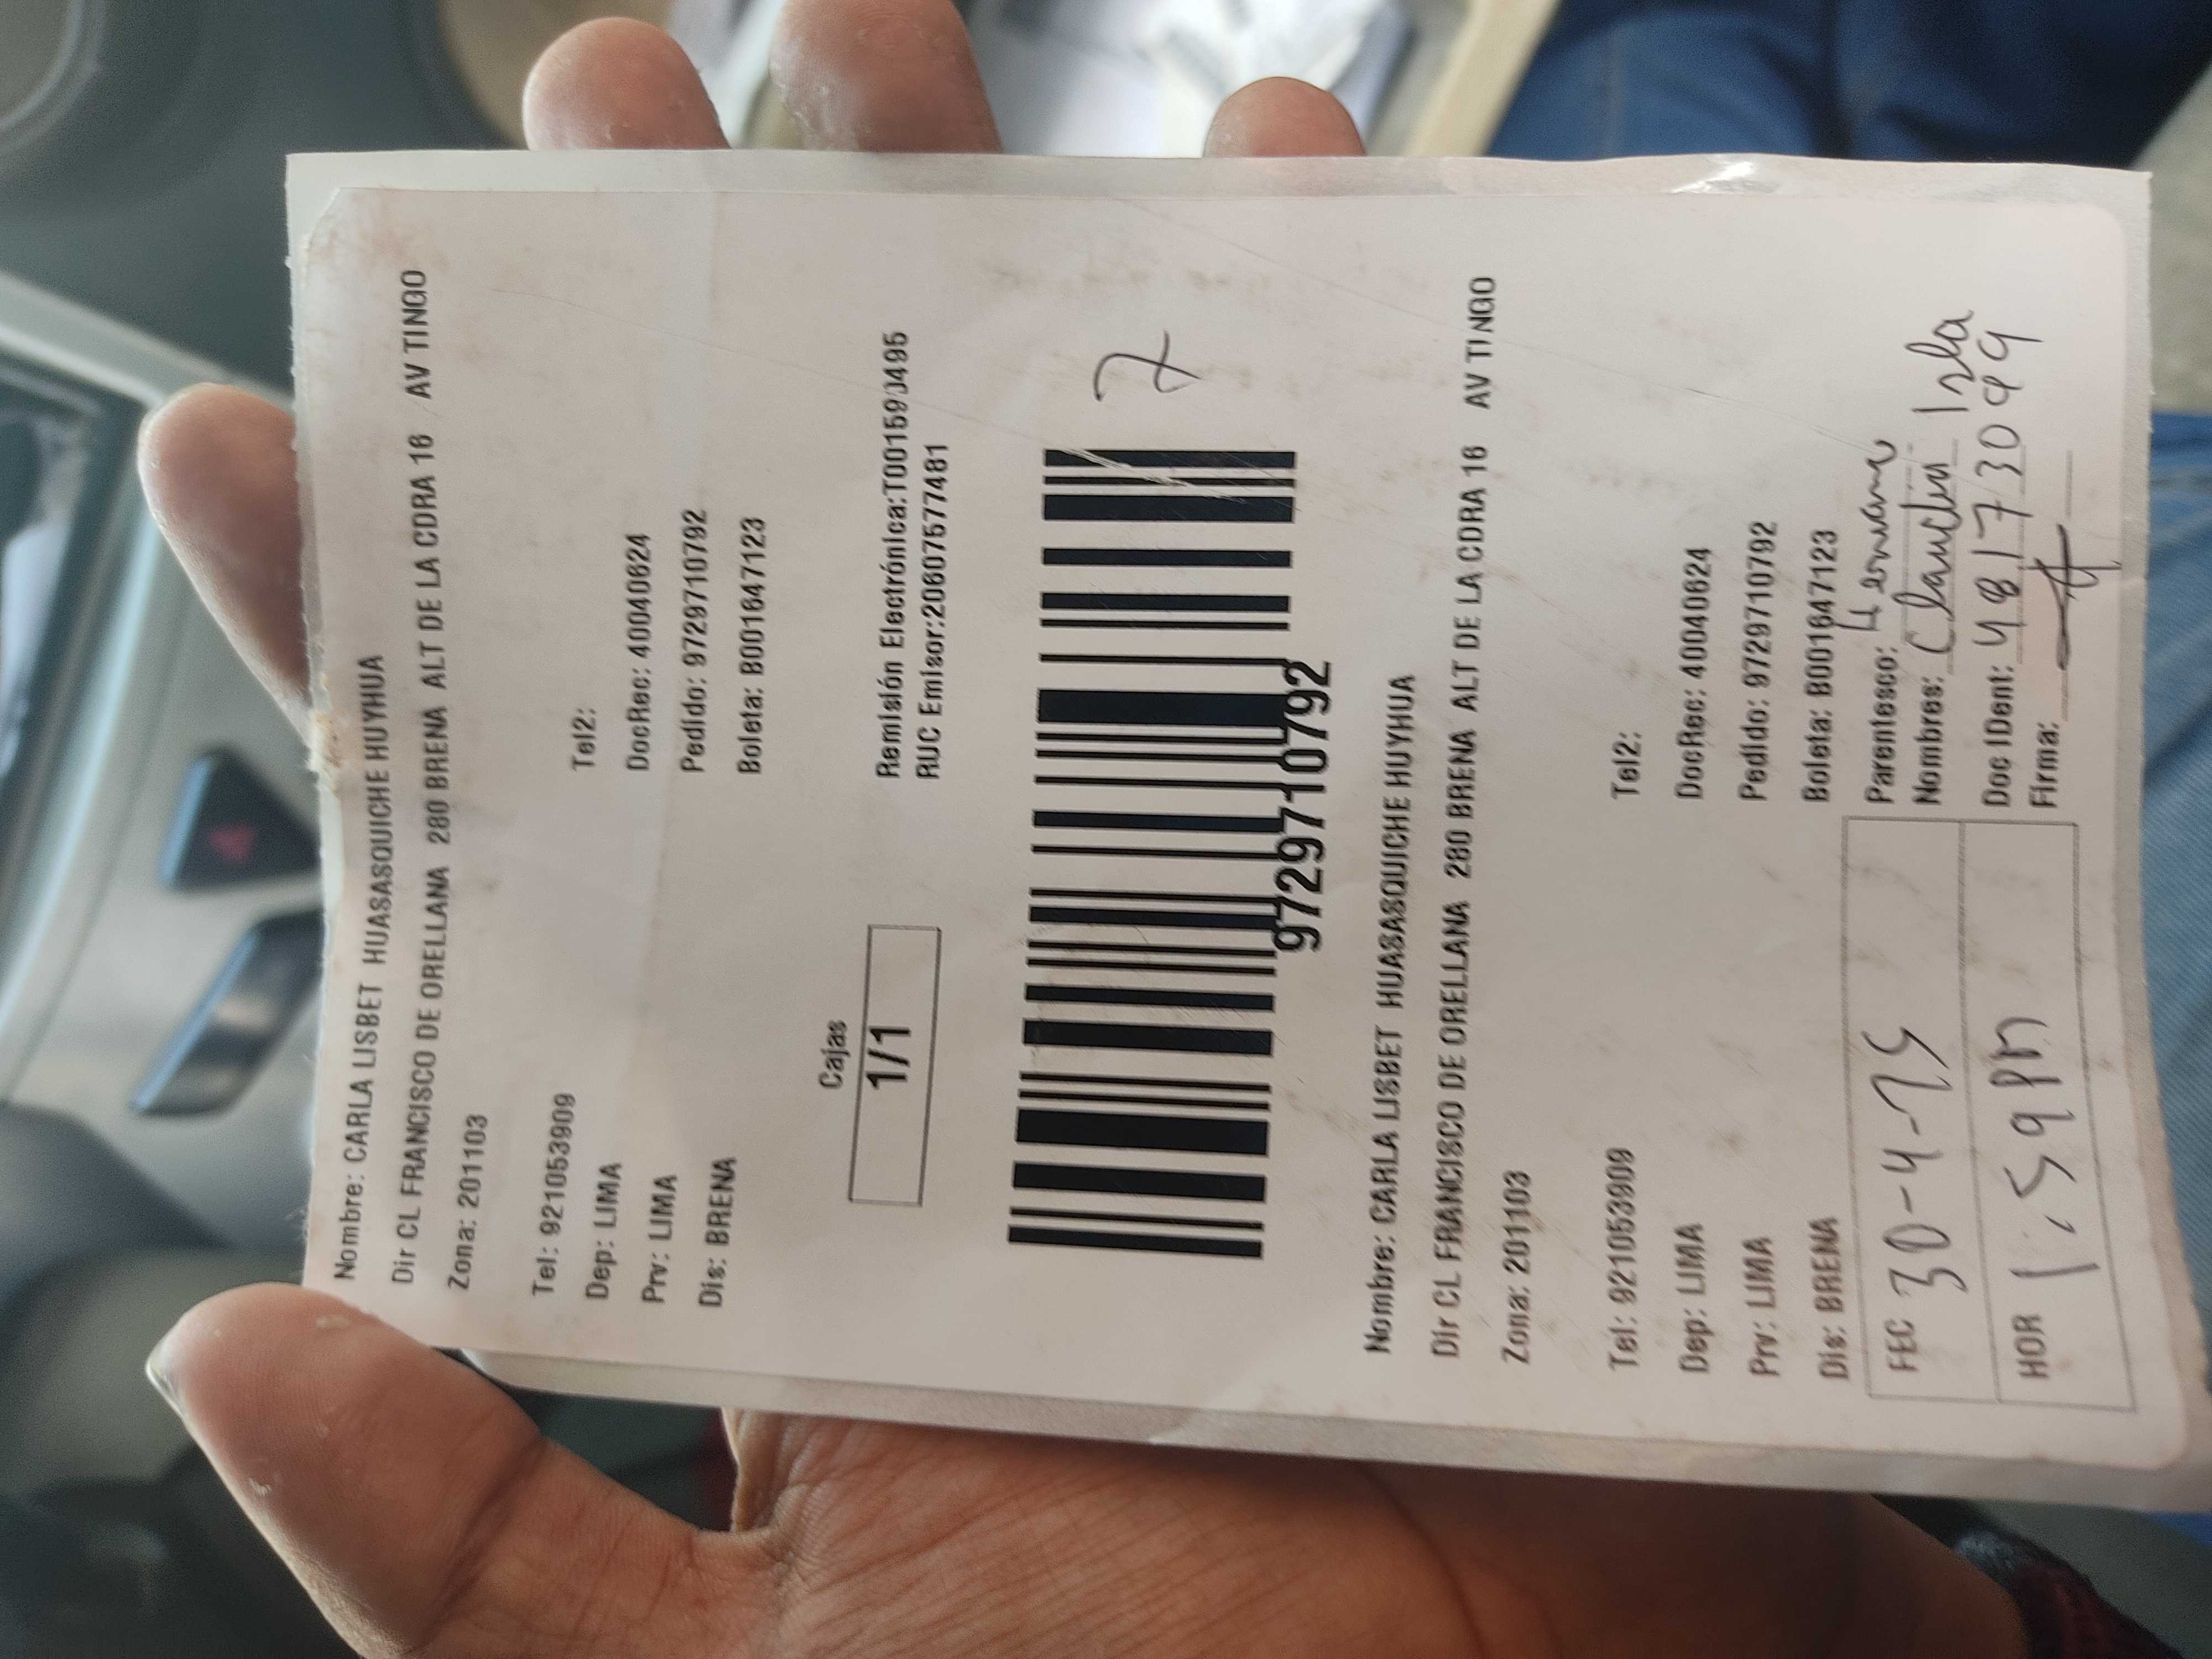 Nombre: CARLA LISBET HUASASQUICHE HUYHUA
Dir CL FRANCISCO DE ORELLANA 280 BRENA ALT DE LA CDRA 16 AV TINGO
Zona: 201103
Tel: 921053909 Tel2:
Dep: LIMA DocRec: 40040624
Prv: LIMA Pedido: 9729710792
Dis: BRENA Boleta: B001647123
Cajas
1/1
Remisión Electrónica:
RUC Emisor:20607577481
7
9729710792
Nombre: CARLA LISBET HUASASQUICHE HUYHUA
Dir CL FRANCISCO DE ORELLANA 280 BRENA ALT DE LA CDRA 16 AV TINGO
Zona: 201103
Tel: 921053909 Tel2:
Dep: LIMA DocRec: 40040624
Prv: LIMA Pedido: 9729710792
Dis: BRENA Boleta: B001647123
Parentesco: Hermana
FEC 30-4-25 Nombres: Claudia Isla
Doc IDent: 48173099
HOR 1:59 PM Firma: